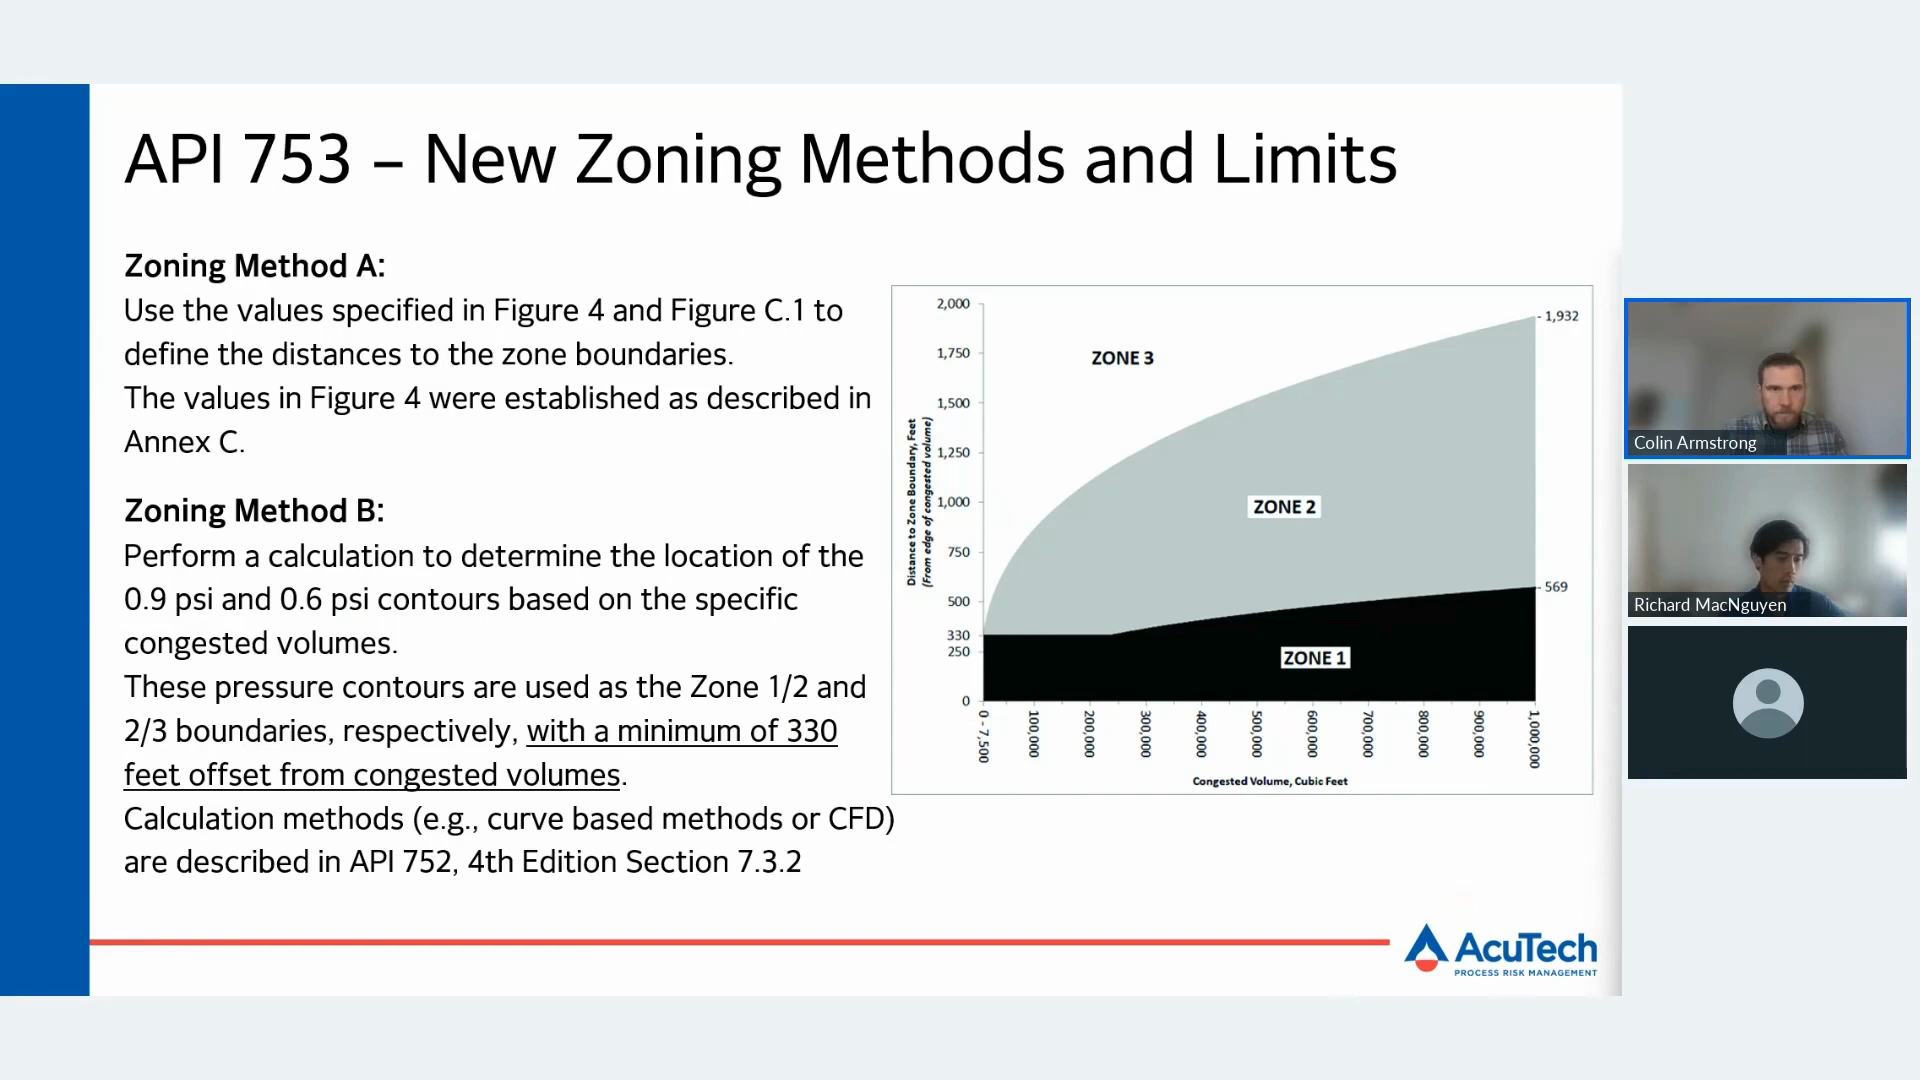 API 753 – New Zoning Methods and Limits
Zoning Method A:
Use the values specified in Figure 4 and Figure C.1 to
define the distances to the zone boundaries.
The values in Figure 4 were established as described in
Annex C.
Zoning Method B:
Perform a calculation to determine the location of the
0.9 psi and 0.6 psi contours based on the specific
congested volumes.
These pressure contours are used as the Zone 1/2 and
2/3 boundaries, respectively, with a minimum of 330
feet offset from congested volumes.
Calculation methods (e.g., curve based methods or CFD)
are described in API 752, 4th Edition Section 7.3.2
Distance to Zone Boundary, Feet
(From edge of congested volume)
2,000
1,750
1,500
1,250
1,000
750
500
330
250
0
ZONE 3
ZONE 2
ZONE 1
- 1,932
- 569
0 - 7,500
100,000
200,000
300,000
400,000
500,000
600,000
700,000
800,000
900,000
1,000,000
Congested Volume, Cubic Feet
AcuTech
PROCESS RISK MANAGEMENT
Colin Armstrong
Richard MacNguyen